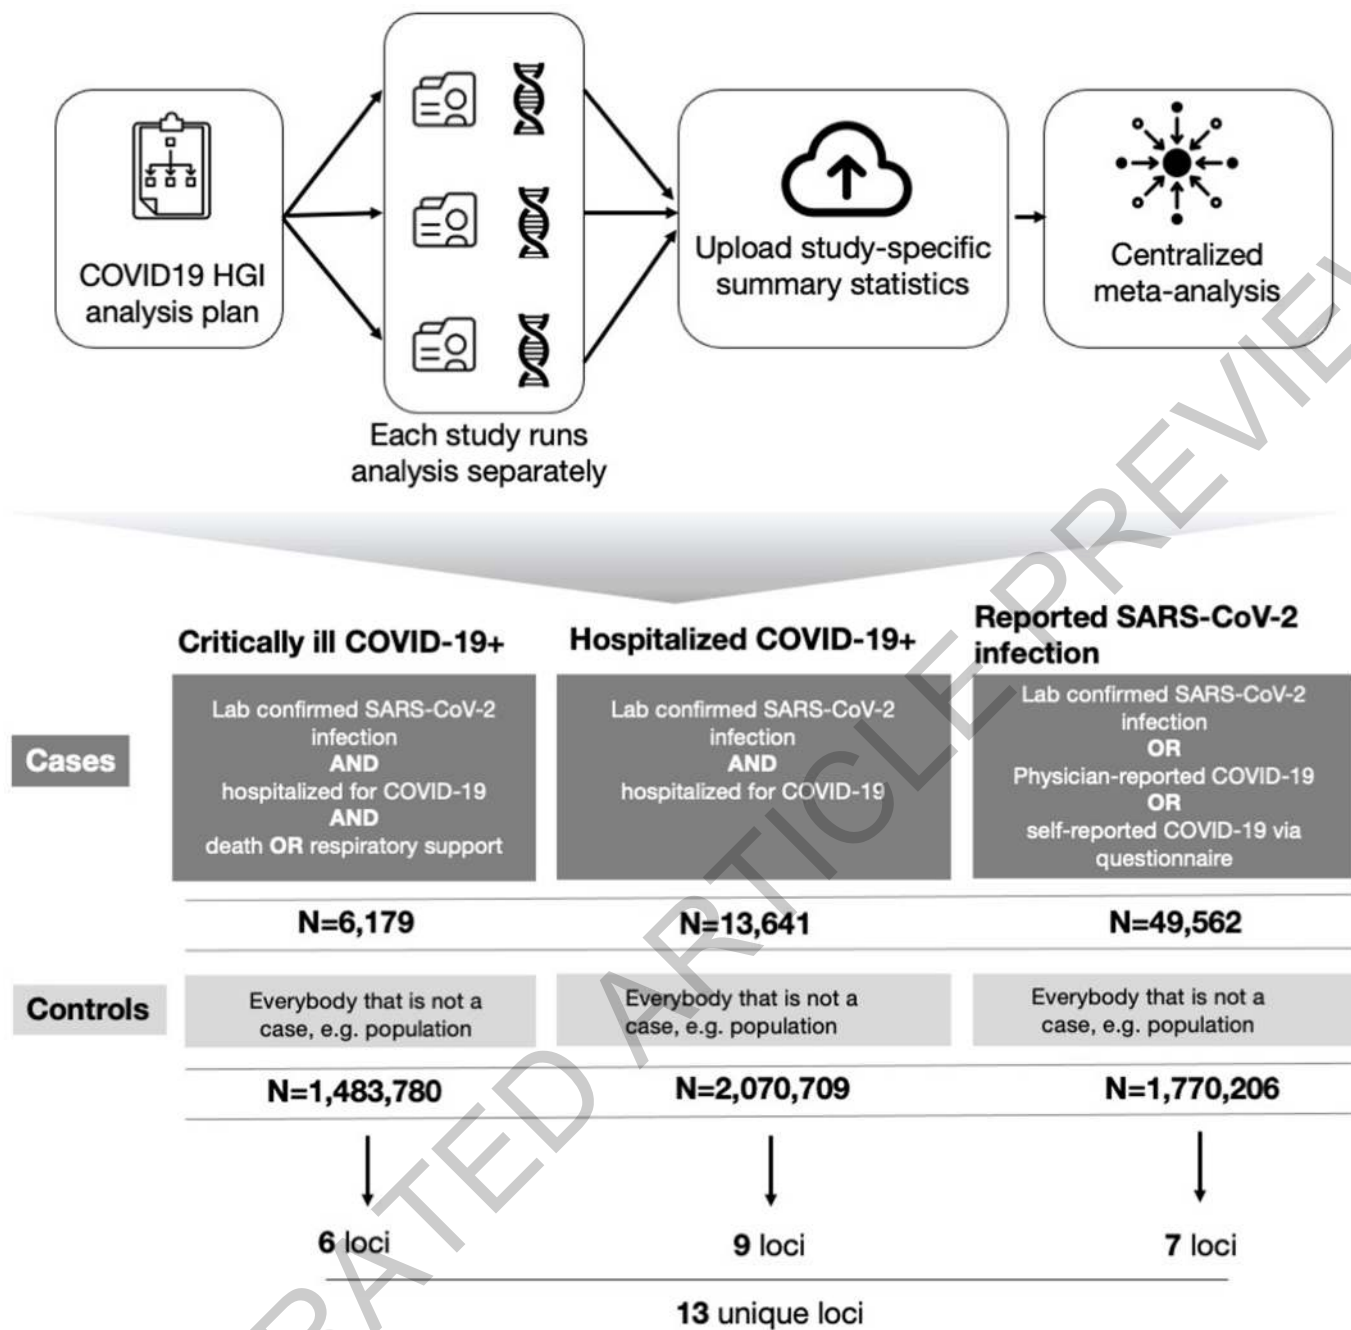 COVID19 HGI
analysis plan
Each study runs
analysis separately
Upload study-specific
summary statistics
Centralized
meta-analysis
Critically ill COVID-19+
Hospitalized COVID-19+
Reported SARS-CoV-2
infection
Cases
Lab confirmed SARS-CoV-2
infection
AND
hospitalized for COVID-19
AND
death OR respiratory support
Lab confirmed SARS-CoV-2
infection
AND
hospitalized for COVID-19
Lab confirmed SARS-CoV-2
infection
OR
Physician-reported COVID-19
OR
self-reported COVID-19 via
questionnaire
N=6,179
N=13,641
N=49,562
Controls
Everybody that is not a
case, e.g. population
Everybody that is not a
case, e.g. population
Everybody that is not a
case, e.g. population
N=1,483,780
N=2,070,709
N=1,770,206
6 loci
9 loci
7 loci
13 unique loci
RATED ARTICLE PREVIEW